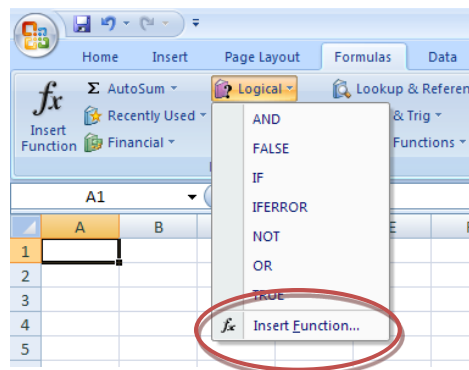 Home Insert Page Layout Formulas Data
fx Σ AutoSum Logical Lookup &
Recently Used & Trig
Insert Function Financial Functions
A1
AND
FALSE
IF
IFERROR
NOT
OR
TRUE
fx Insert Function...
A B E
1
2
3
4
5